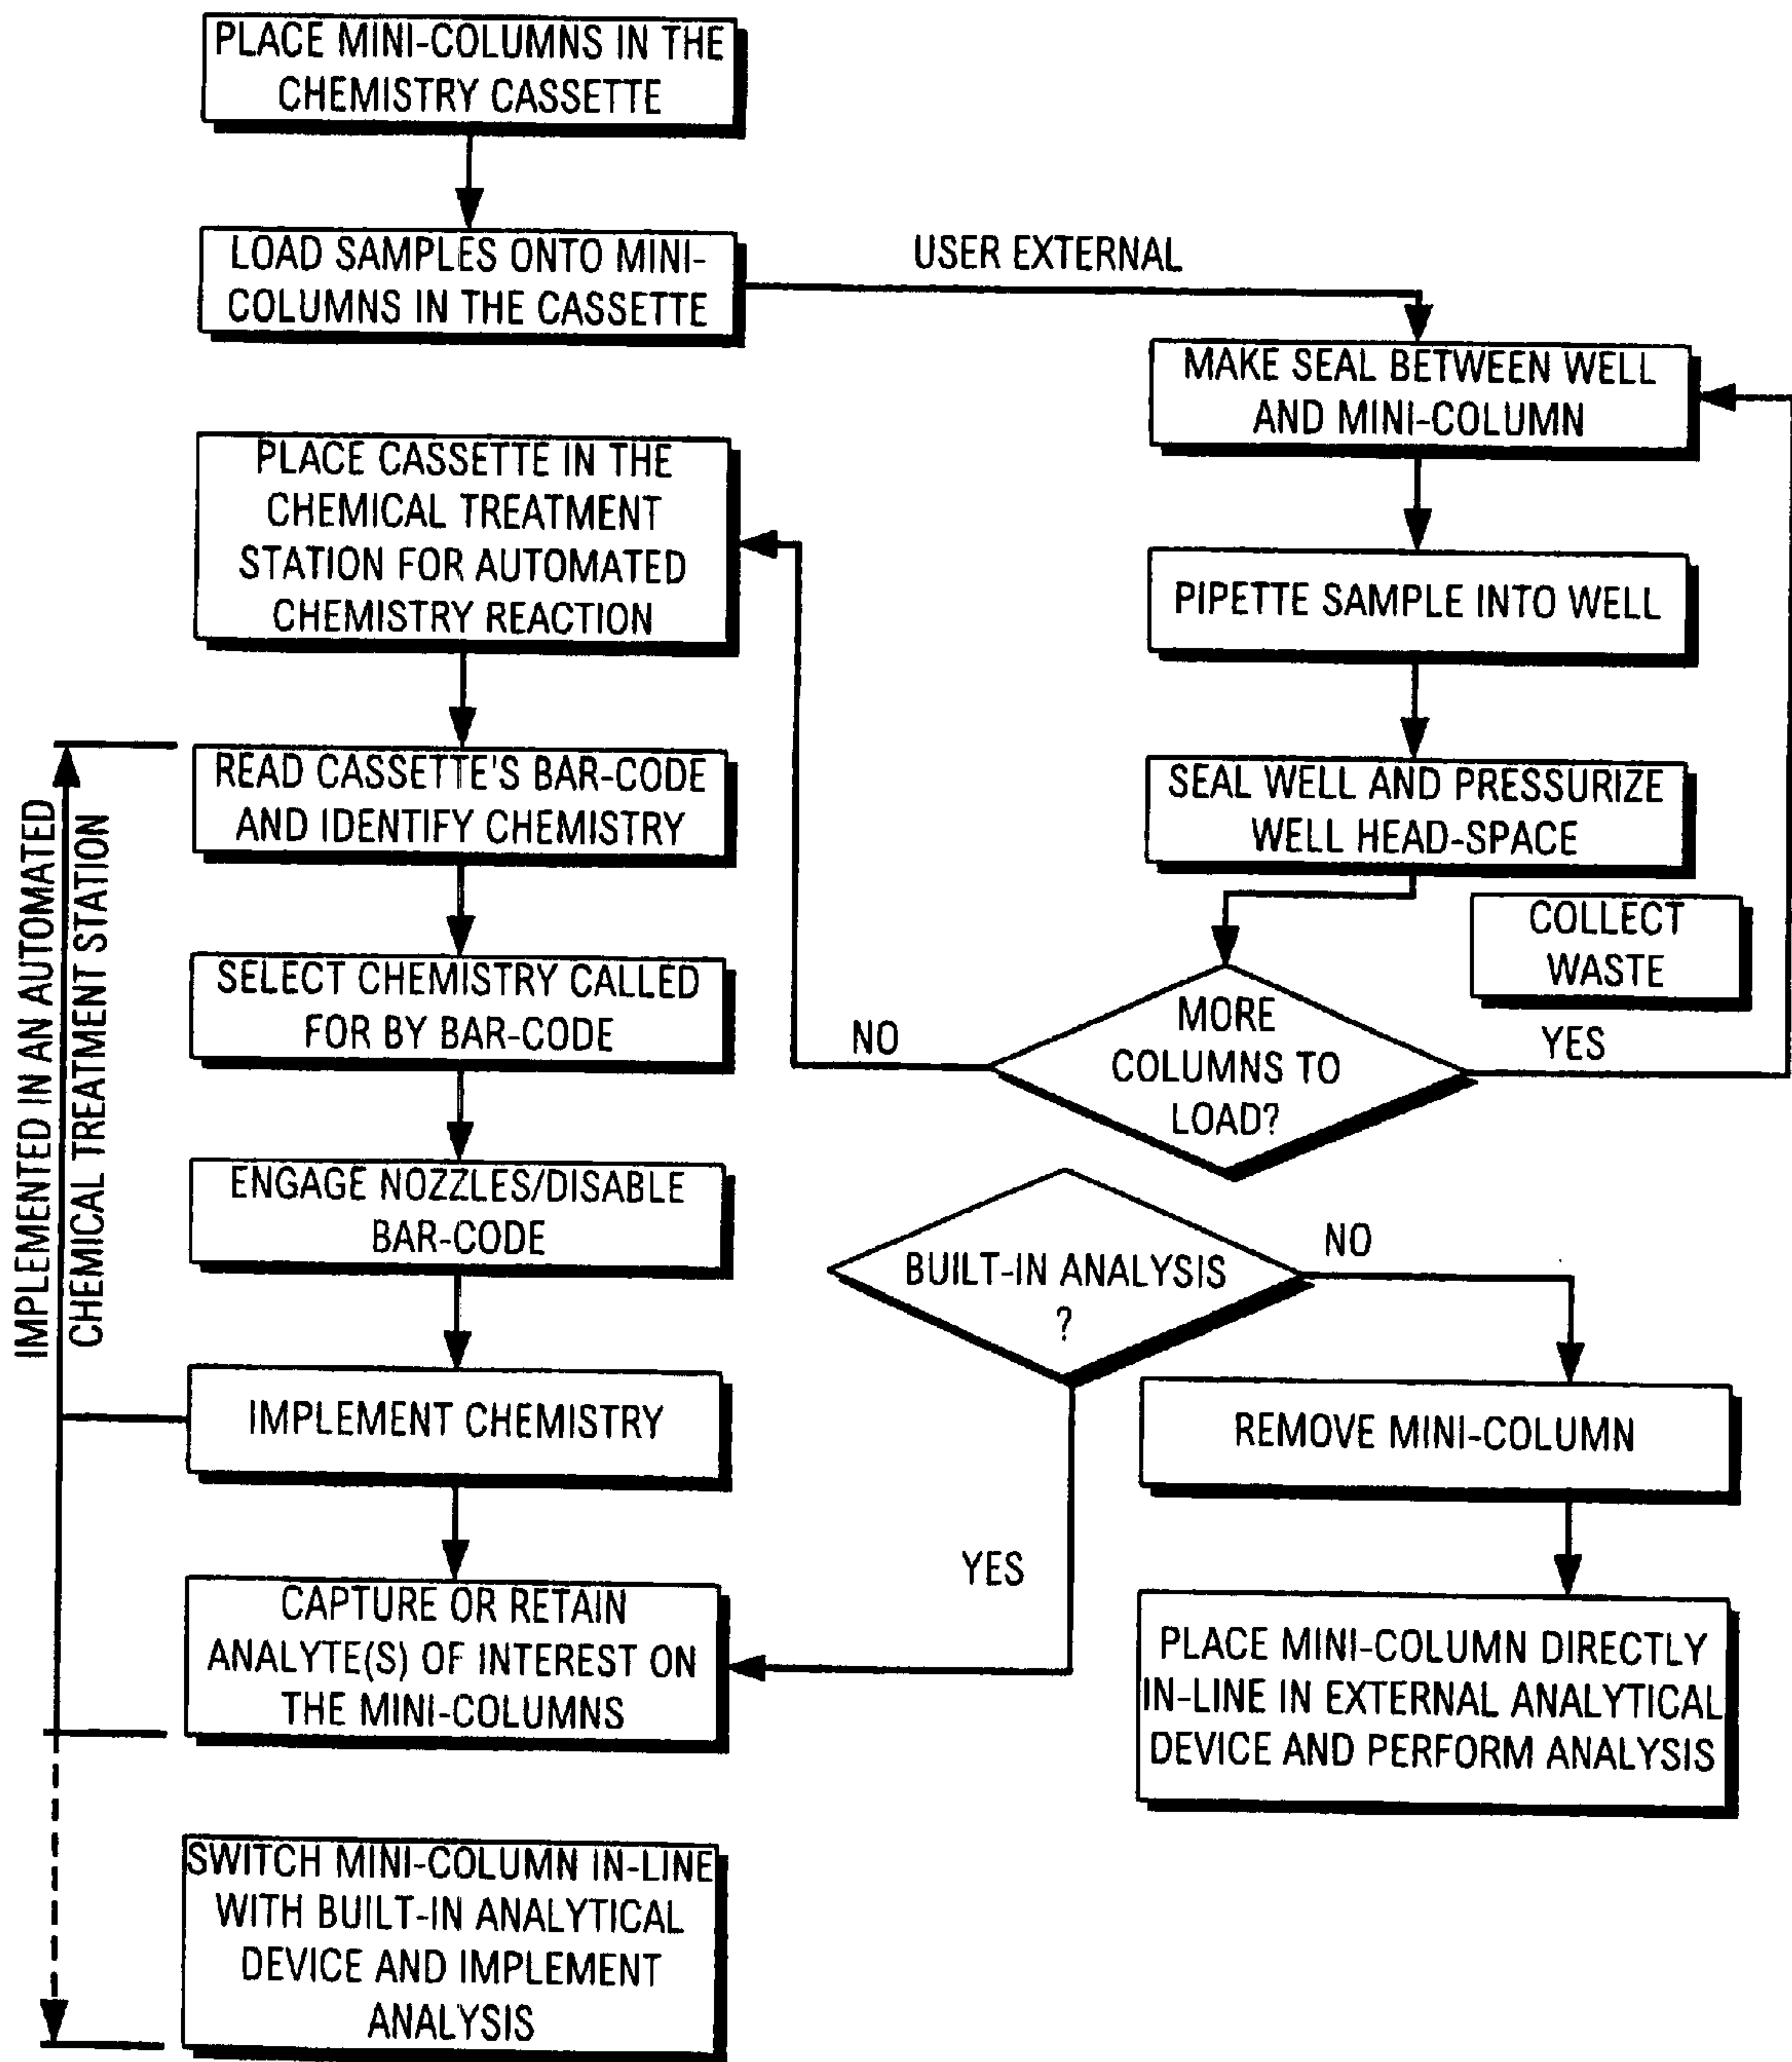 PLACE MINI-COLUMNS IN THE
CHEMISTRY CASSETTE
LOAD SAMPLES ONTO MINI-
COLUMNS IN THE CASSETTE
USER EXTERNAL
MAKE SEAL BETWEEN WELL
AND MINI-COLUMN
PIPETTE SAMPLE INTO WELL
SEAL WELL AND PRESSURIZE
WELL HEAD-SPACE
COLLECT
WASTE
MORE
COLUMNS TO
LOAD?
NO
YES
PLACE CASSETTE IN THE
CHEMICAL TREATMENT
STATION FOR AUTOMATED
CHEMISTRY REACTION
IMPLEMENTED IN AN AUTOMATED
CHEMICAL TREATMENT STATION
READ CASSETTE'S BAR-CODE
AND IDENTIFY CHEMISTRY
SELECT CHEMISTRY CALLED
FOR BY BAR-CODE
ENGAGE NOZZLES/DISABLE
BAR-CODE
IMPLEMENT CHEMISTRY
CAPTURE OR RETAIN
ANALYTE(S) OF INTEREST ON
THE MINI-COLUMNS
BUILT-IN ANALYSIS
?
NO
YES
REMOVE MINI-COLUMN
PLACE MINI-COLUMN DIRECTLY
IN-LINE IN EXTERNAL ANALYTICAL
DEVICE AND PERFORM ANALYSIS
SWITCH MINI-COLUMN IN-LINE
WITH BUILT-IN ANALYTICAL
DEVICE AND IMPLEMENT
ANALYSIS